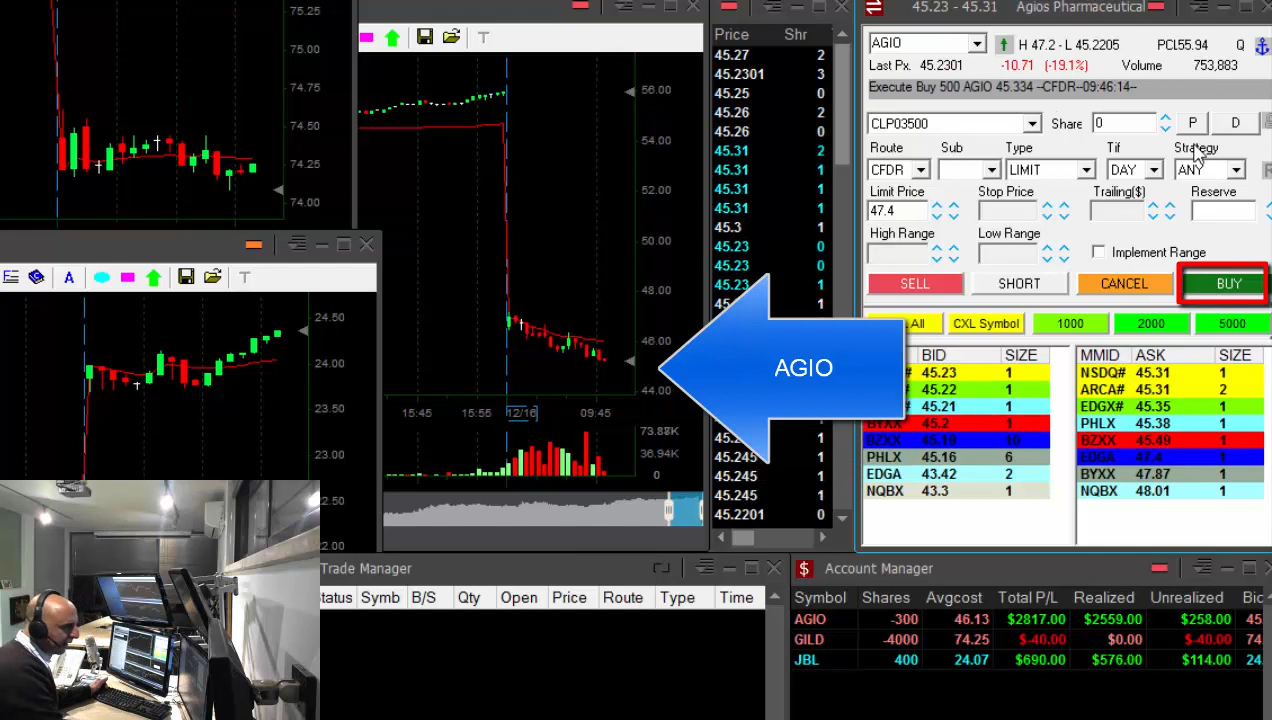 75.25
75.00
74.75
74.50
74.25
74.00
A
T
24.50
24.00
23.50
23.00
22.50
22.00
T
56.00
54.00
52.00
50.00
48.00
46.00
44.00
15:45 15:55 12/16 09:45
73.88K
36.94K
0
Price Shr
45.27 2
45.2301 3
45.25 0
45.26 2
45.26 0
45.31 2
45.31 1
45.31 1
45.31 1
45.3 1
45.23 0
45.23 0
45.23 1
45.245 1
45.245 1
45.2201 0
AGIO
45.23 - 45.31 Agios Pharmaceutical
AGIO H 47.2 - L 45.2205 PCL55.94 Q
Last Px. 45.2301 -10.71 (-19.1%) Volume 753,883
Execute Buy 500 AGIO 45.334 --CFDR--09:46:14--
CLP03500 Share 0 P D
Route Sub Type Tif Strategy
CFDR LIMIT DAY ANY
Limit Price Stop Price Trailing($) Reserve
47.4
High Range Low Range
Implement Range
SELL SHORT CANCEL BUY
All CXL Symbol 1000 2000 5000
BID SIZE
45.23 1
45.22 1
45.21 1
BYXX 45.2 1
BZXX 45.19 10
PHLX 45.16 6
EDGA 43.42 2
NQBX 43.3 1
MMID ASK SIZE
NSDQ# 45.31 1
ARCA# 45.31 2
EDGX# 45.35 1
PHLX 45.38 1
BZXX 45.49 1
EDGA 47.4 1
BYXX 47.87 1
NQBX 48.01 1
Trade Manager
tatus Symb B/S Qty Open Price Route Type Time
$ Account Manager
Symbol Shares Avgcost Total P/L Realized Unrealized Bid
AGIO -300 46.13 $2817.00 $2559.00 $258.00 45
GILD -4000 74.25 $-40.00 $0.00 $-40.00 74.
JBL 400 24.07 $690.00 $576.00 $114.00 24.